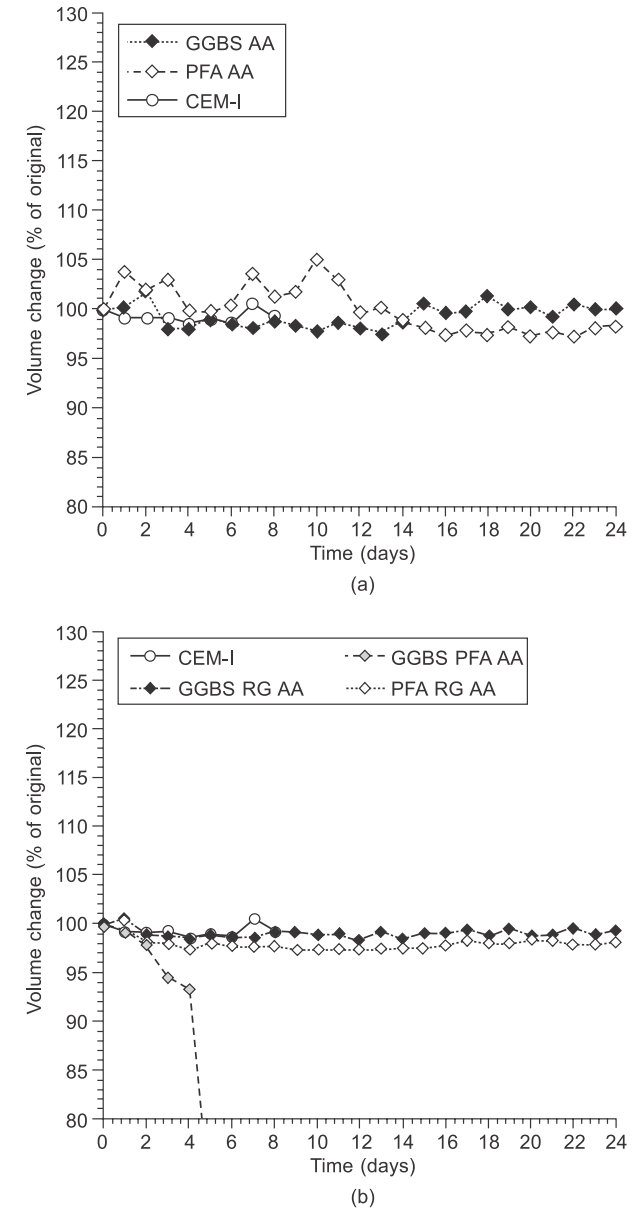 130
125
120
115
110
105
100
95
90
85
80
Volume change (% of original)
GGBS AA
PFA AA
CEM-I
0 2 4 6 8 10 12 14 16 18 20 22 24
Time (days)
(a)
130
125
120
115
110
105
100
95
90
85
80
Volume change (% of original)
CEM-I GGBS PFA AA
GGBS RG AA PFA RG AA
0 2 4 6 8 10 12 14 16 18 20 22 24
Time (days)
(b)